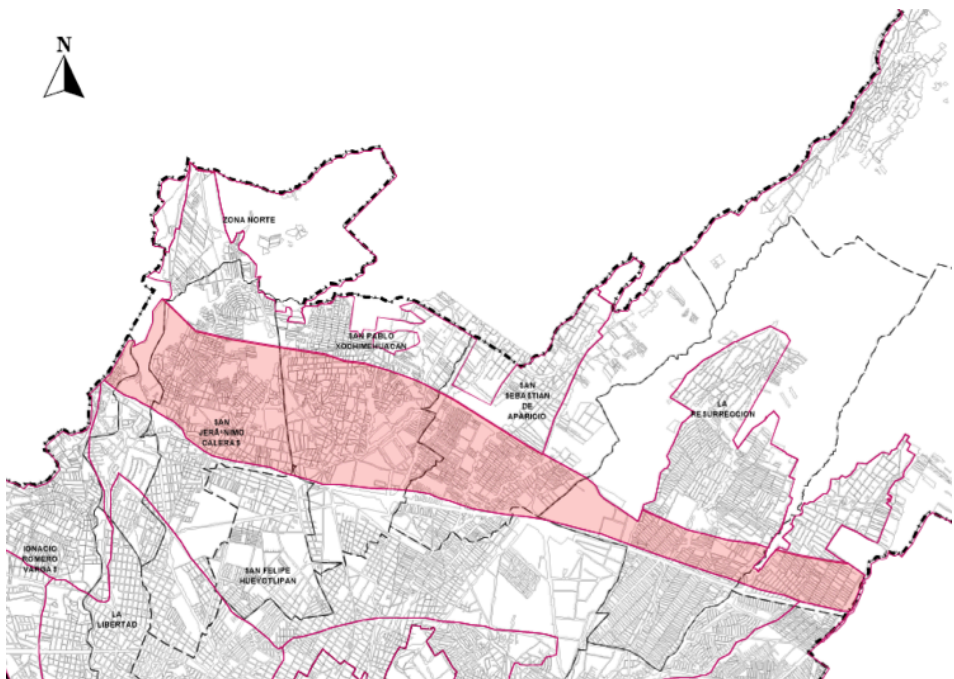 N
ZONA NORTE
SAN PABLO
XOCHIMEHUACAN
SAN
SEBASTIAN
DE
APARICIO
LA
RESURRECCION
SAN
JERÃ³NIMO
CALERAS
IGNACIO
ROMERO
VARGAS
SAN FELIPE
HUEYOTLIPAN
LA
LIBERTAD